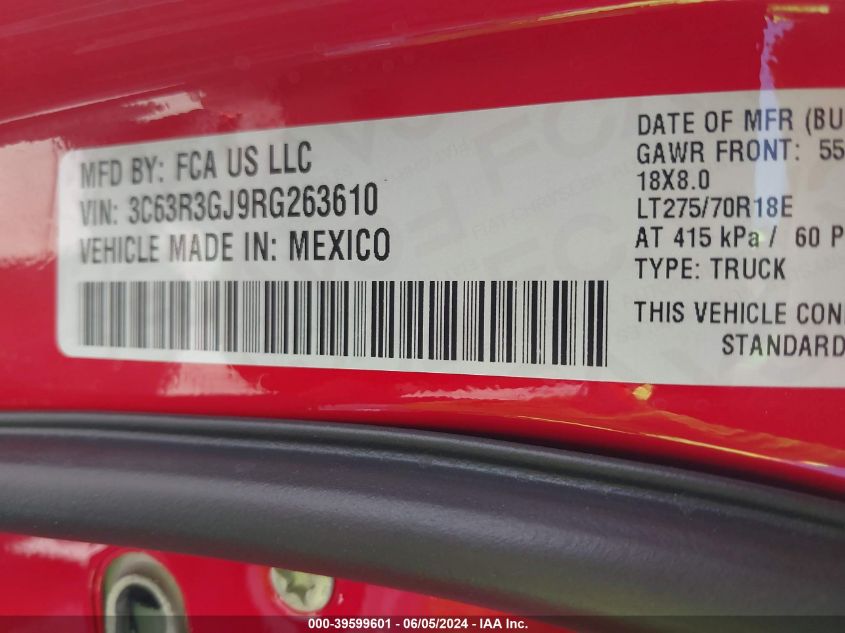 MFD BY: FCA US LLC
VIN: 3C63R3GJ9RG263610
VEHICLE MADE IN: MEXICO
DATE OF MFR (BU
GAWR FRONT: 55
18X8.0
LT275/70R18E
AT 415 kPa / 60 P
TYPE: TRUCK
THIS VEHICLE CON
STANDARD
000-39599601 - 06/05/2024 - IAA Inc.